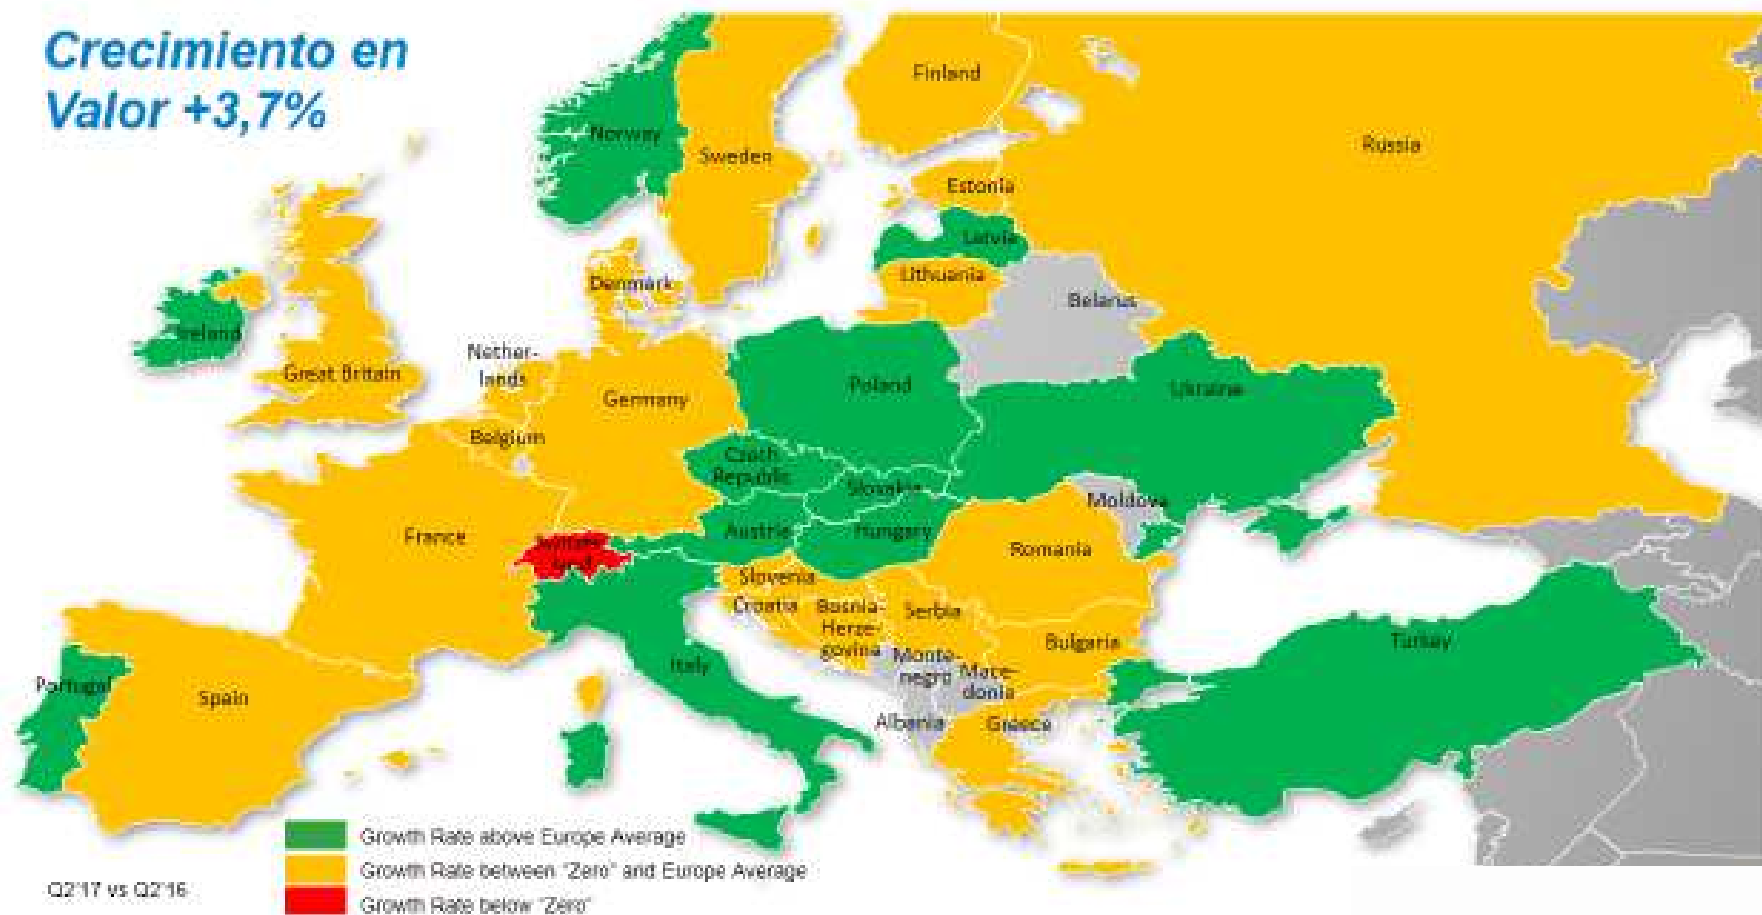 Crecimiento en
Valor +3,7%
Finland
Norway
Sweden
Russia
Estonia
Latvia
Lithuania
Denmark
Belarus
Ireland
Great Britain
Nether-
lands
Germany
Poland
Ukraine
Belgium
Czech
Republic
Slovakia
Moldova
France
Austria
Hungary
Romania
Slovenia
Croatia
Bosnia-
Herze-
govina
Serbia
Bulgaria
Turkey
Monte-
negro
Mace-
donia
Italy
Portugal
Spain
Albania
Greece
Growth Rate above Europe Average
Growth Rate between "Zero" and Europe Average
Growth Rate below "Zero"
Q2'17 vs Q2'16